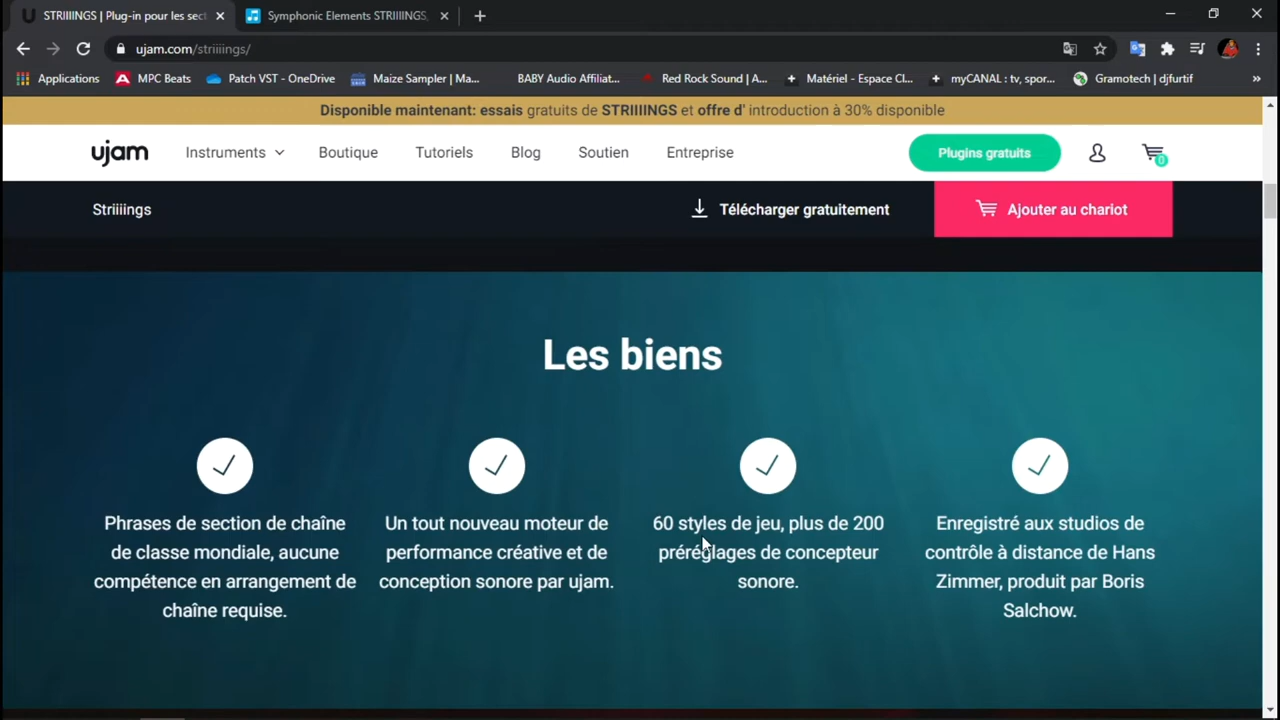 STRIIIINGS | Plug-in pour les sect
Symphonic Elements STRIIIINGS,
ujam.com/striiiings/
Applications
MPC Beats
Patch VST - OneDrive
Maize Sampler | Ma...
BABY Audio Affiliat...
Red Rock Sound | A...
Matériel - Espace Cl...
myCANAL : tv, spor...
Gramotech | djfurtif
»
Disponible maintenant: essais gratuits de STRIIIINGS et offre d' introduction à 30% disponible
ujam
Instruments
Boutique
Tutoriels
Blog
Soutien
Entreprise
Plugins gratuits
0
Striiiings
Télécharger gratuitement
Ajouter au chariot
Les biens
Phrases de section de chaîne
de classe mondiale, aucune
compétence en arrangement de
chaîne requise.
Un tout nouveau moteur de
performance créative et de
conception sonore par ujam.
60 styles de jeu, plus de 200
préréglages de concepteur
sonore.
Enregistré aux studios de
contrôle à distance de Hans
Zimmer, produit par Boris
Salchow.